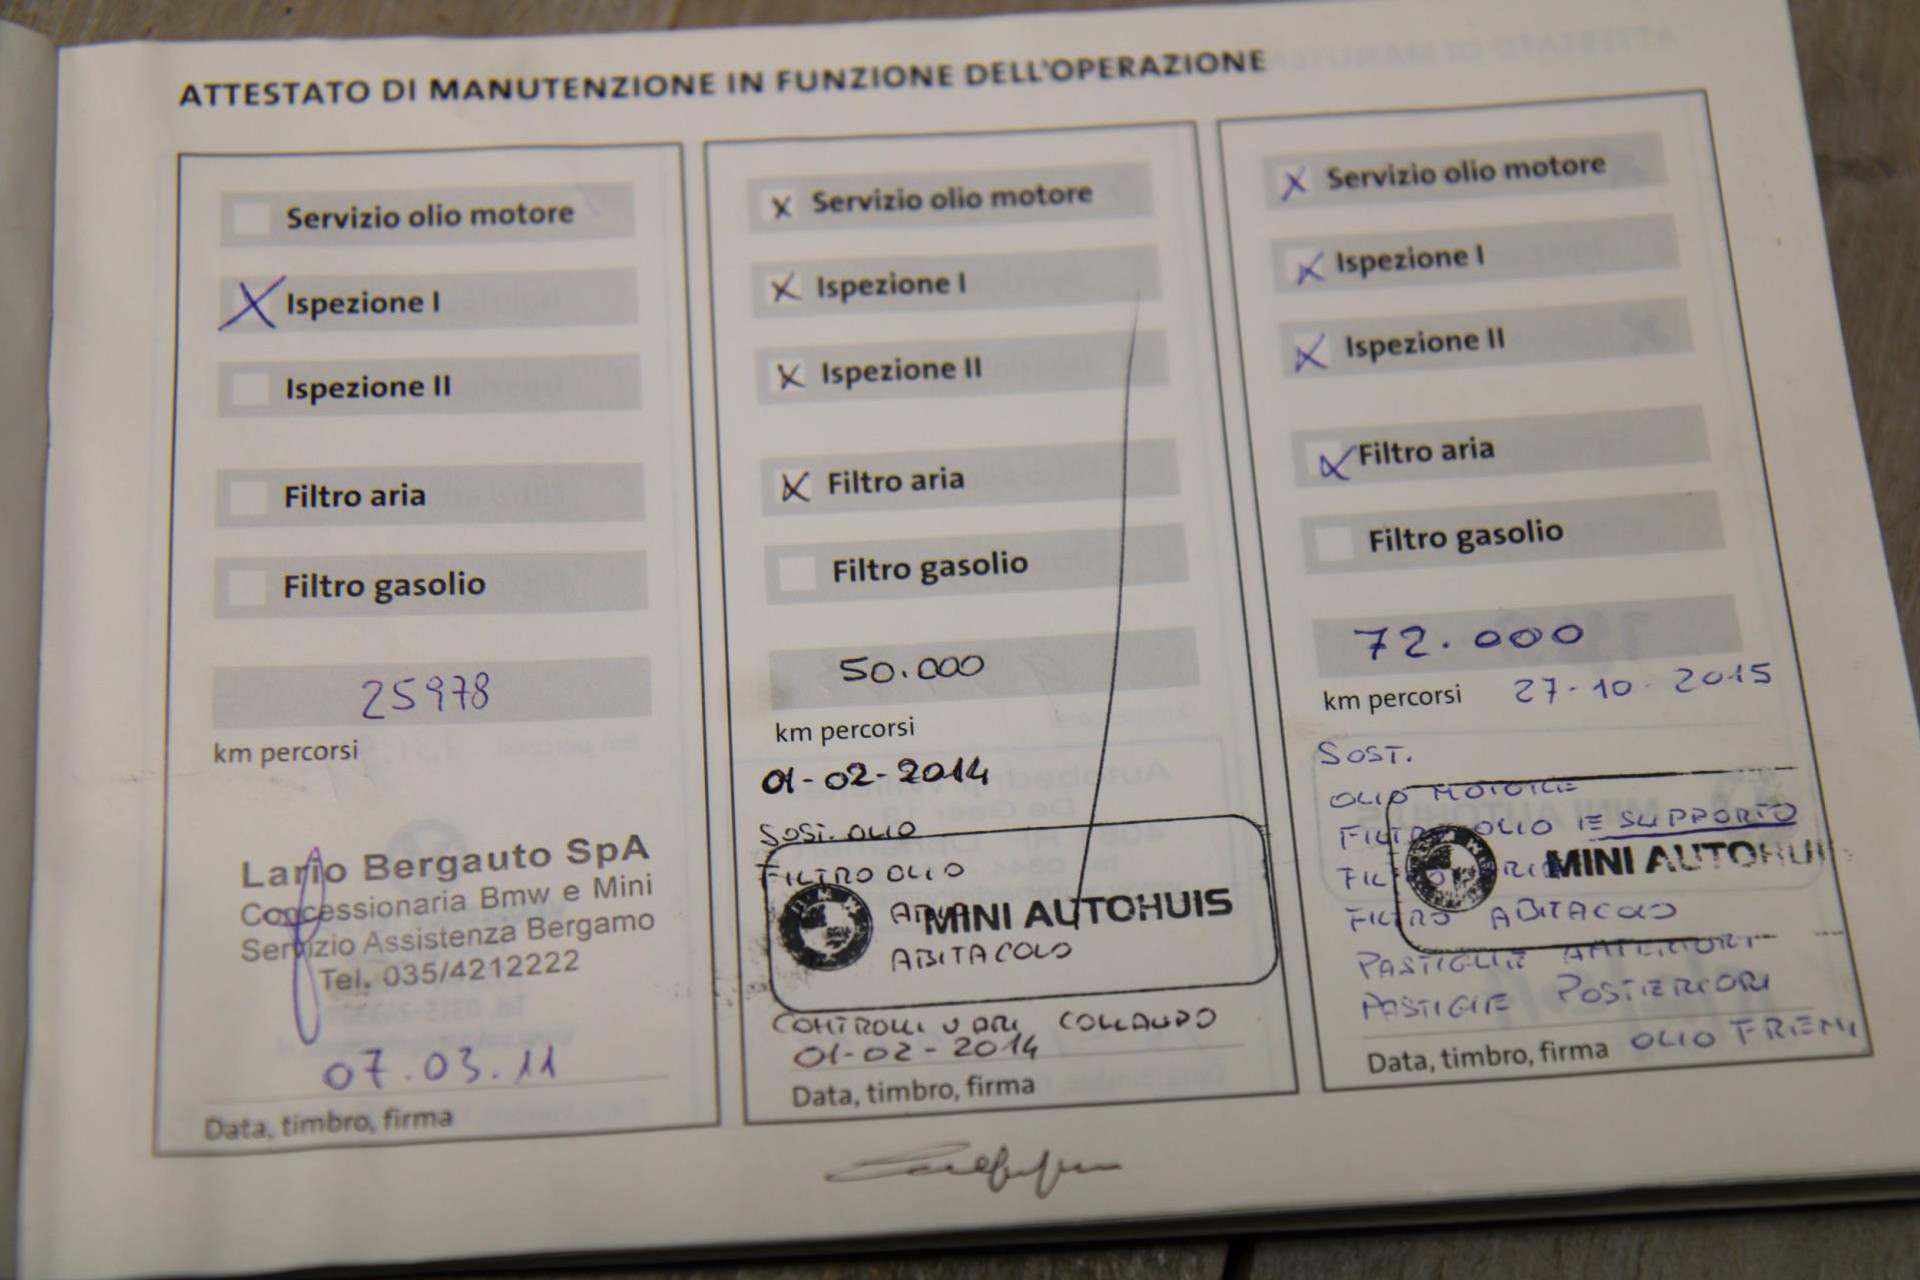 ATTESTATO DI MANUTENZIONE IN FUNZIONE DELL'OPERAZIONE
Servizio olio motore
X Ispezione I
Ispezione II
Filtro aria
Filtro gasolio
25978
km percorsi
Lario Bergauto SpA
Concessionaria Bmw e Mini
Servizio Assistenza Bergamo
Tel. 035/4212222
07.03.11
Data, timbro, firma
X Servizio olio motore
X Ispezione I
X Ispezione II
X Filtro aria
Filtro gasolio
50.000
km percorsi
01-02-2014
SOST. OLIO
FILTRO OLIO
ARIA
MINI AUTOHUIS
ABITACOLO
CONTROLLI VARI COLLAUDO
01-02-2014
Data, timbro, firma
X Servizio olio motore
X Ispezione I
X Ispezione II
X Filtro aria
Filtro gasolio
72.000
km percorsi 27-10-2015
SOST.
OLIO MOTORE
FILTRO OLIO E SUPPORTO
MINI AUTOHUI
FILTRO ABITACOLO
PASTIGLIE ANTERIORI
PASTIGLIE POSTERIORI
OLIO FRENI
Data, timbro, firma